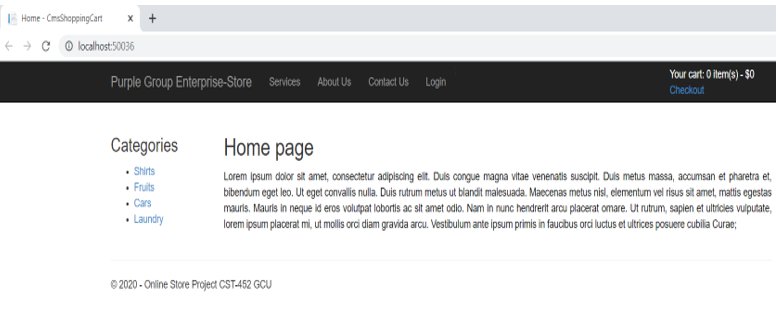 Home - CmsShoppingCart
localhost:50036
Purple Group Enterprise-Store Services About Us Contact Us Login
Your cart: 0 item(s) - $0
Checkout
Categories
Shirts
Fruits
Cars
Laundry
Home page
Lorem ipsum dolor sit amet, consectetur adipiscing elit. Duis congue magna vitae venenatis suscipit. Duis metus massa, accumsan et pharetra et,
bibendum eget leo. Ut eget convallis nulla. Duis rutrum metus ut blandit malesuada. Maecenas metus nisl, elementum vel risus sit amet, mattis egestas
mauris. Mauris in neque id eros volutpat lobortis ac sit amet odio. Nam in nunc hendrerit arcu placerat ornare. Ut rutrum, sapien et ultricies vulputate,
lorem ipsum placerat mi, ut mollis orci diam gravida arcu. Vestibulum ante ipsum primis in faucibus orci luctus et ultrices posuere cubilia Curae;
© 2020 - Online Store Project CST-452 GCU